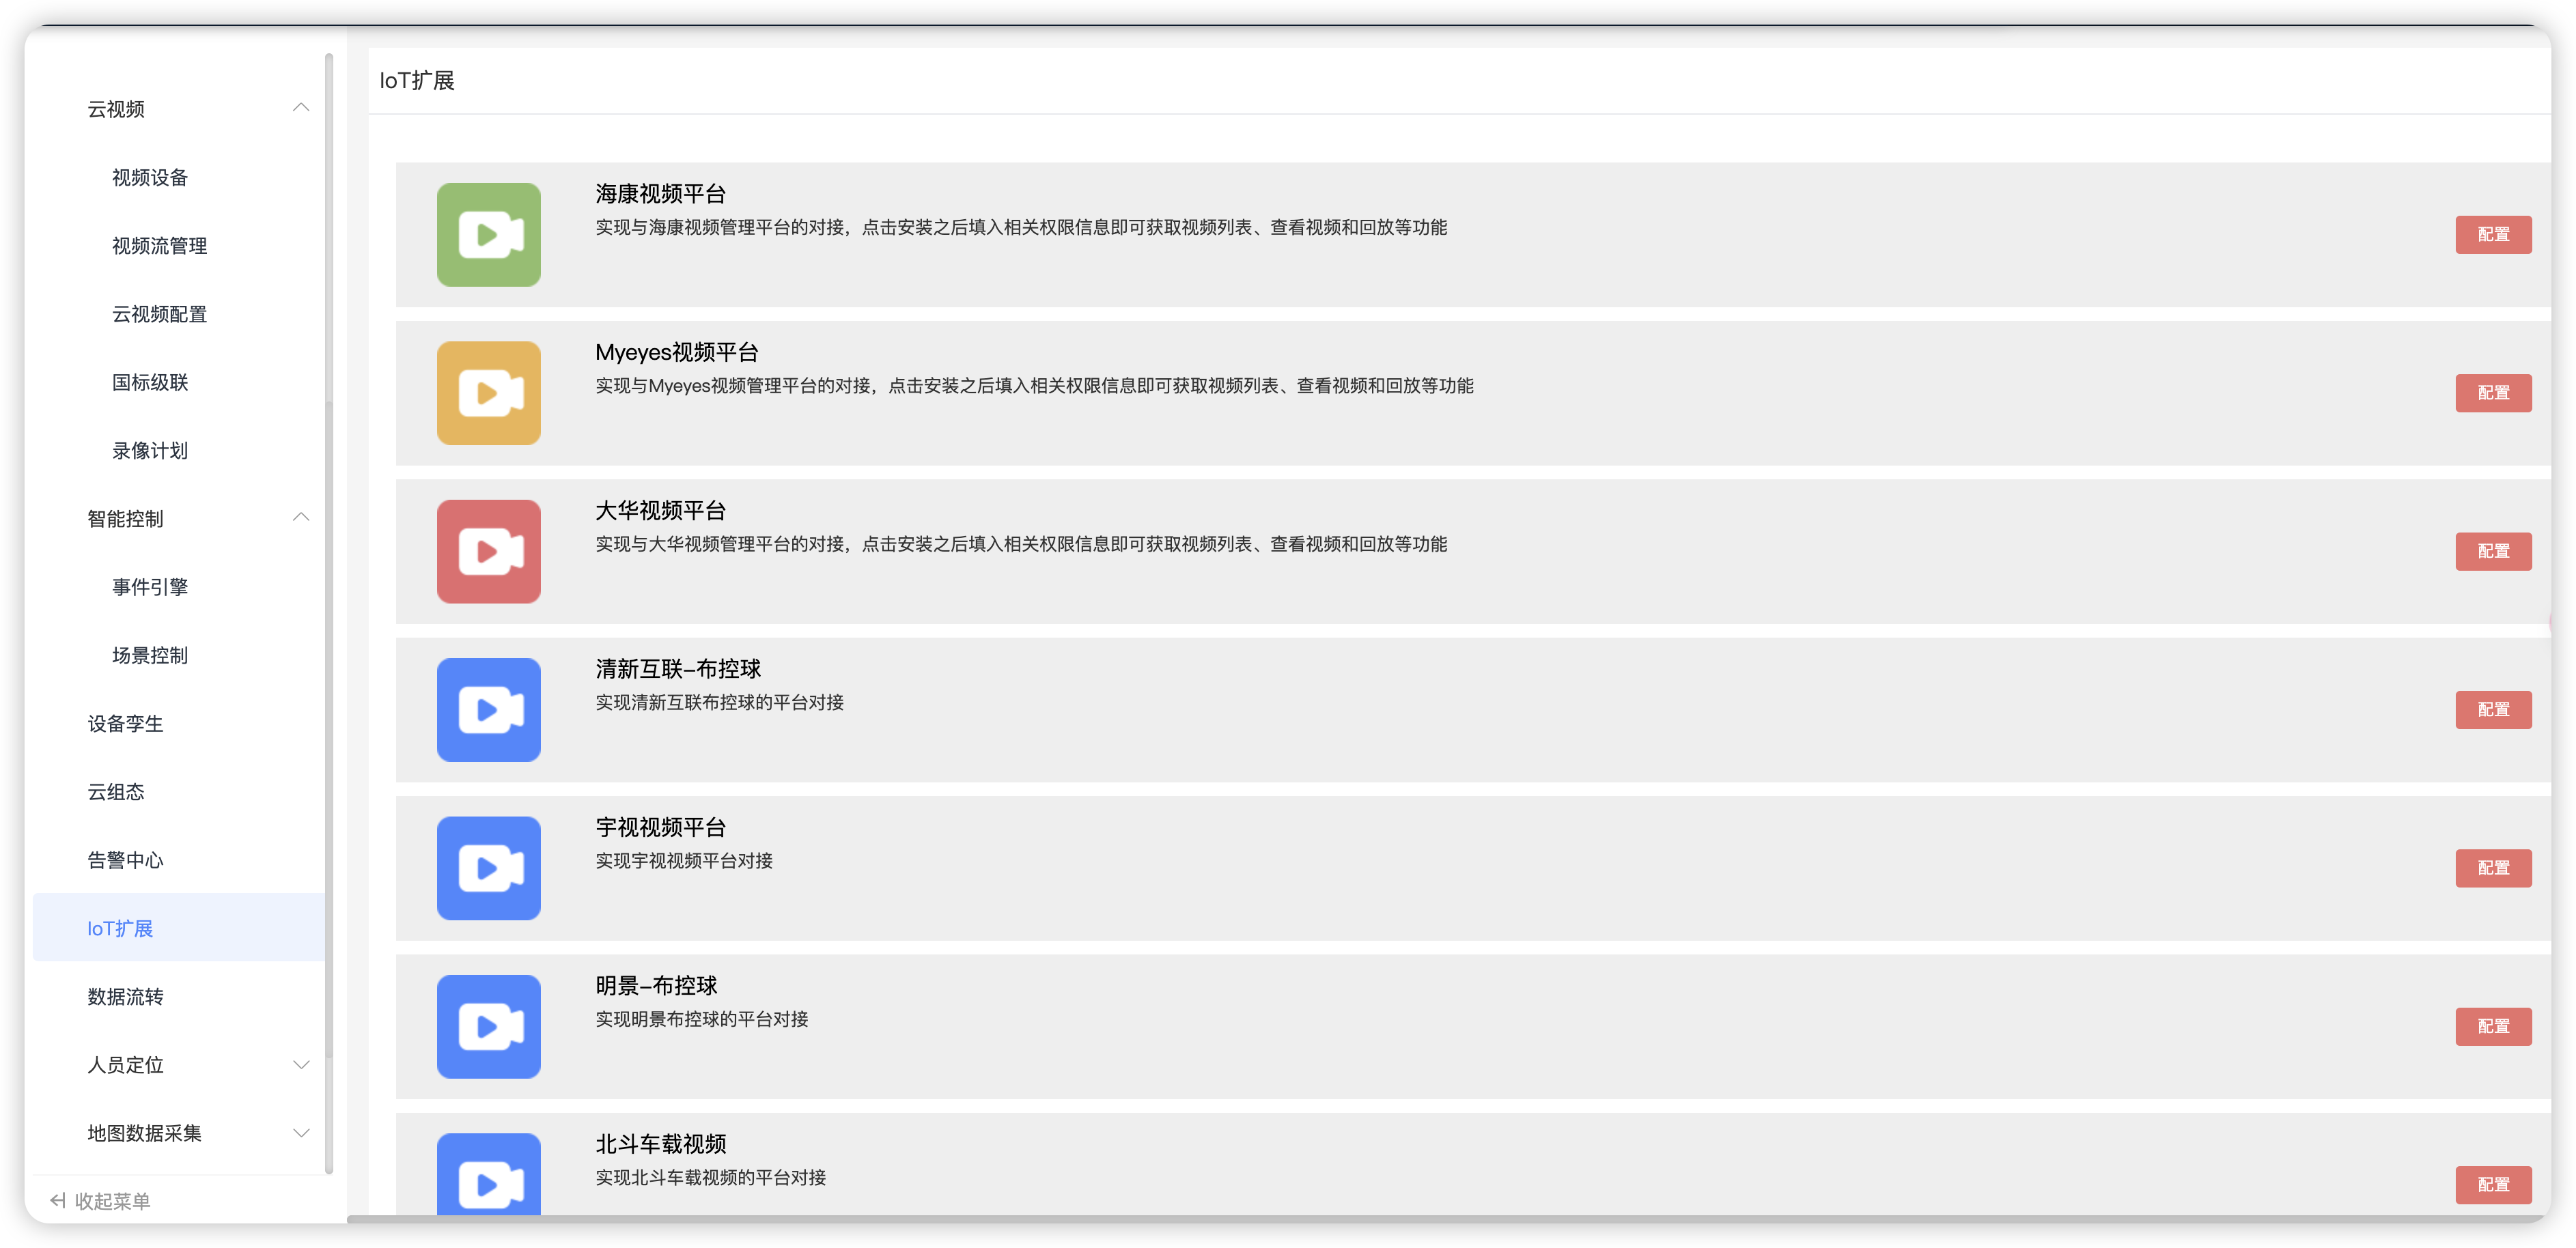 云视频
视频设备
视频流管理
云视频配置
国标级联
录像计划
智能控制
事件引擎
场景控制
设备孪生
云组态
告警中心
IoT扩展
数据流转
人员定位
地图数据采集
收起菜单
IoT扩展
海康视频平台
实现与海康视频管理平台的对接，点击安装之后填入相关权限信息即可获取视频列表、查看视频和回放等功能
配置
Myeyes视频平台
实现与Myeyes视频管理平台的对接，点击安装之后填入相关权限信息即可获取视频列表、查看视频和回放等功能
配置
大华视频平台
实现与大华视频管理平台的对接，点击安装之后填入相关权限信息即可获取视频列表、查看视频和回放等功能
配置
清新互联-布控球
实现清新互联布控球的平台对接
配置
宇视视频平台
实现宇视视频平台对接
配置
明景-布控球
实现明景布控球的平台对接
配置
北斗车载视频
实现北斗车载视频的平台对接
配置